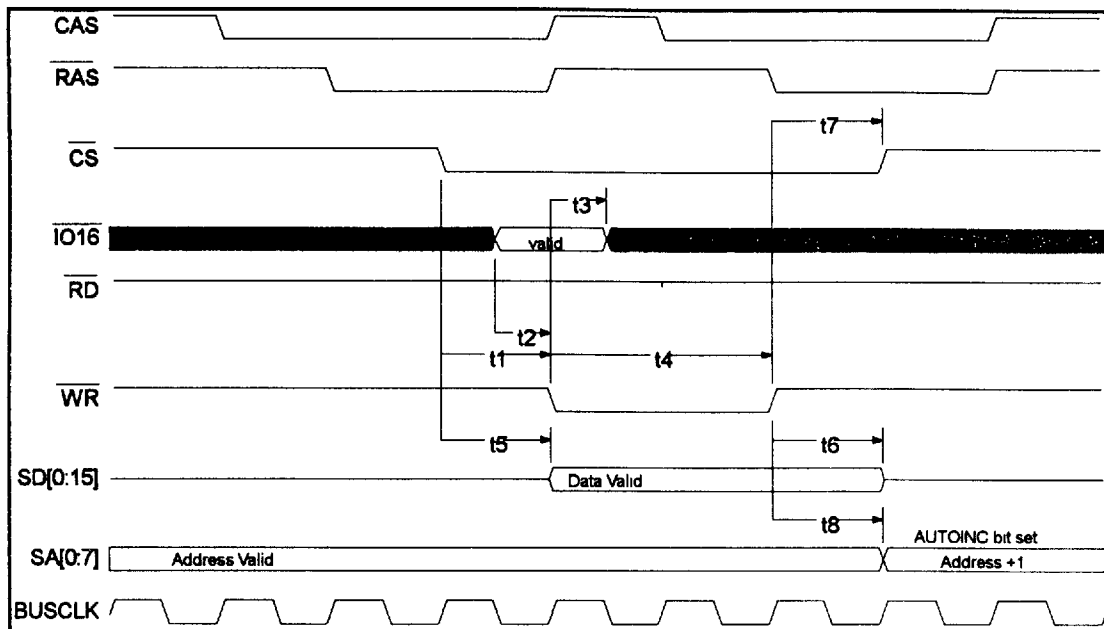 CAS
RAS
t7
CS
t3
IO16
valid
RD
t2
t1
t4
WR
t5
t6
SD[0:15]
Data Valid
t8
AUTOINC bit set
SA[0:7]
Address Valid
Address +1
BUSCLK